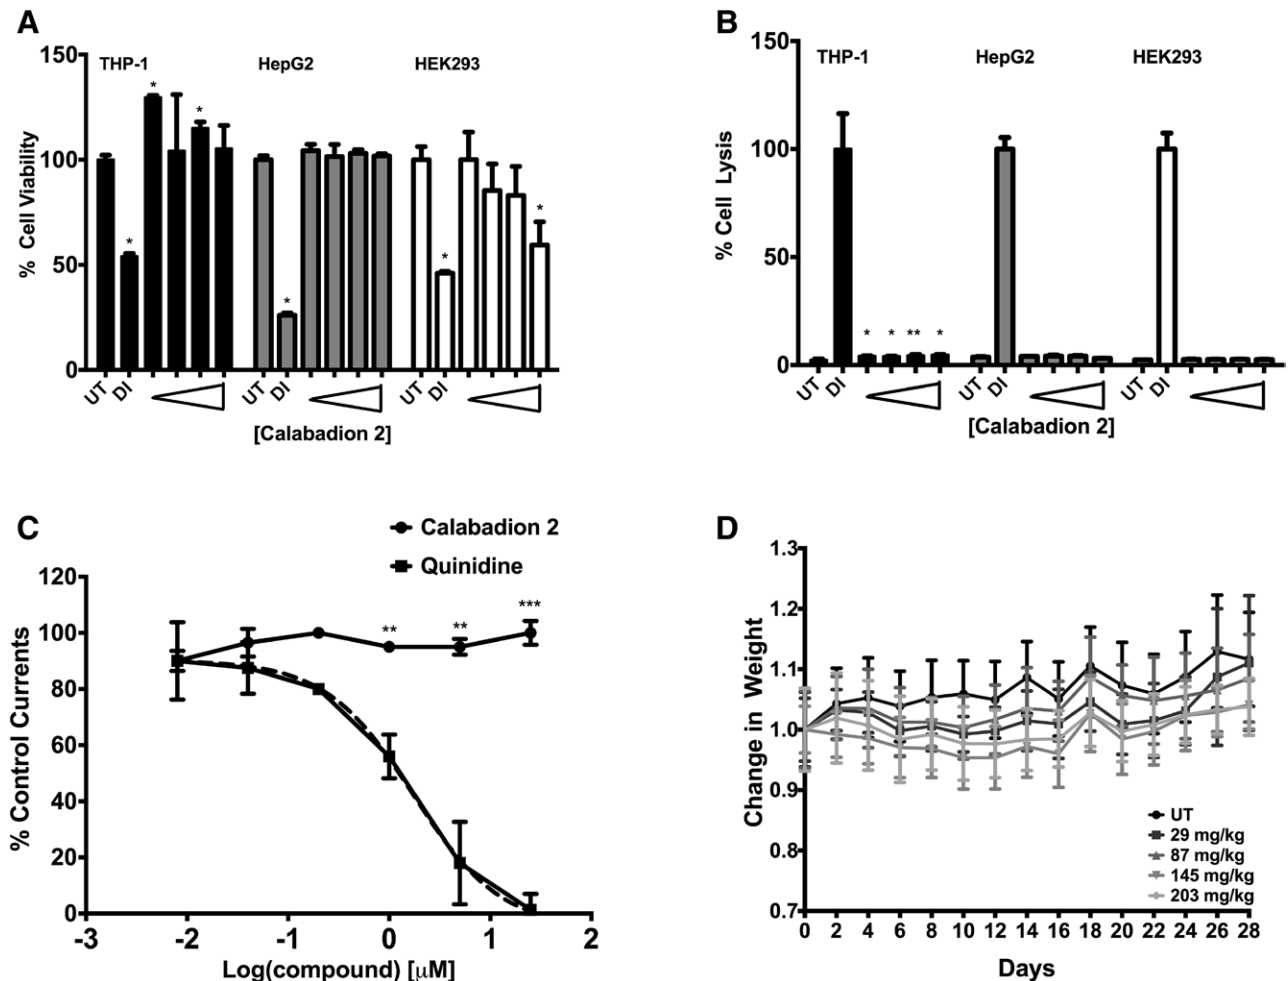 A
150
100
50
0
% Cell Viability
THP-1
HepG2
HEK293
*
*
*
*
*
*
UT
DI
UT
DI
UT
DI
[Calabadion 2]
B
150
100
50
0
% Cell Lysis
THP-1
HepG2
HEK293
* * ** *
UT
DI
UT
DI
UT
DI
[Calabadion 2]
C
Calabadion 2
Quinidine
120
100
80
60
40
20
0
% Control Currents
** ** ***
-3 -2 -1 0 1 2
Log(compound) [µM]
D
1.3
1.2
1.1
1.0
0.9
0.8
0.7
Change in Weight
UT
29 mg/kg
87 mg/kg
145 mg/kg
203 mg/kg
0 2 4 6 8 10 12 14 16 18 20 22 24 26 28
Days